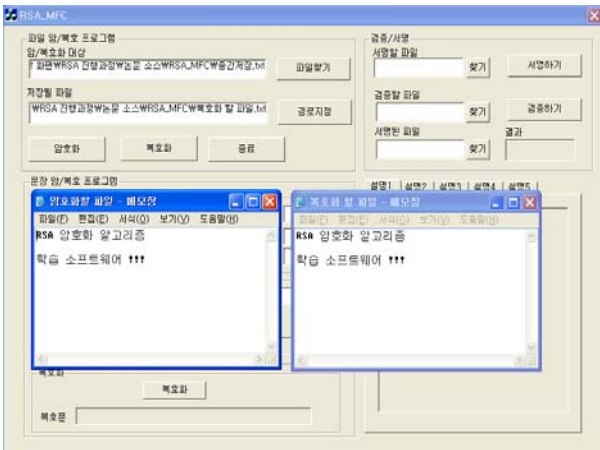 RSA_MFC
파일 암/복호 프로그램
암/복호화 대상
f 화면₩RSA 진행과정₩논문 소스₩RSA_MFC₩중간저장.txt
파일찾기
저장될 파일
₩RSA 진행과정₩논문 소스₩RSA_MFC₩복호화 할 파일.txt
경로지정
암호화
복호화
종료
검증/서명
서명할 파일
찾기
서명하기
검증할 파일
찾기
검증하기
서명된 파일
찾기
결과
문장 암/복호 프로그램
설명1
설명2
설명3
설명4
설명5
암호화할 파일 - 메모장
파일(F) 편집(E) 서식(O) 보기(V) 도움말(H)
RSA 암호화 알고리즘
학습 소프트웨어 !!!
복호화 할 파일 - 메모장
파일(F) 편집(E) 서식(O) 보기(V) 도움말(H)
RSA 암호화 알고리즘
학습 소프트웨어 !!!
복호화
복호화
복호문